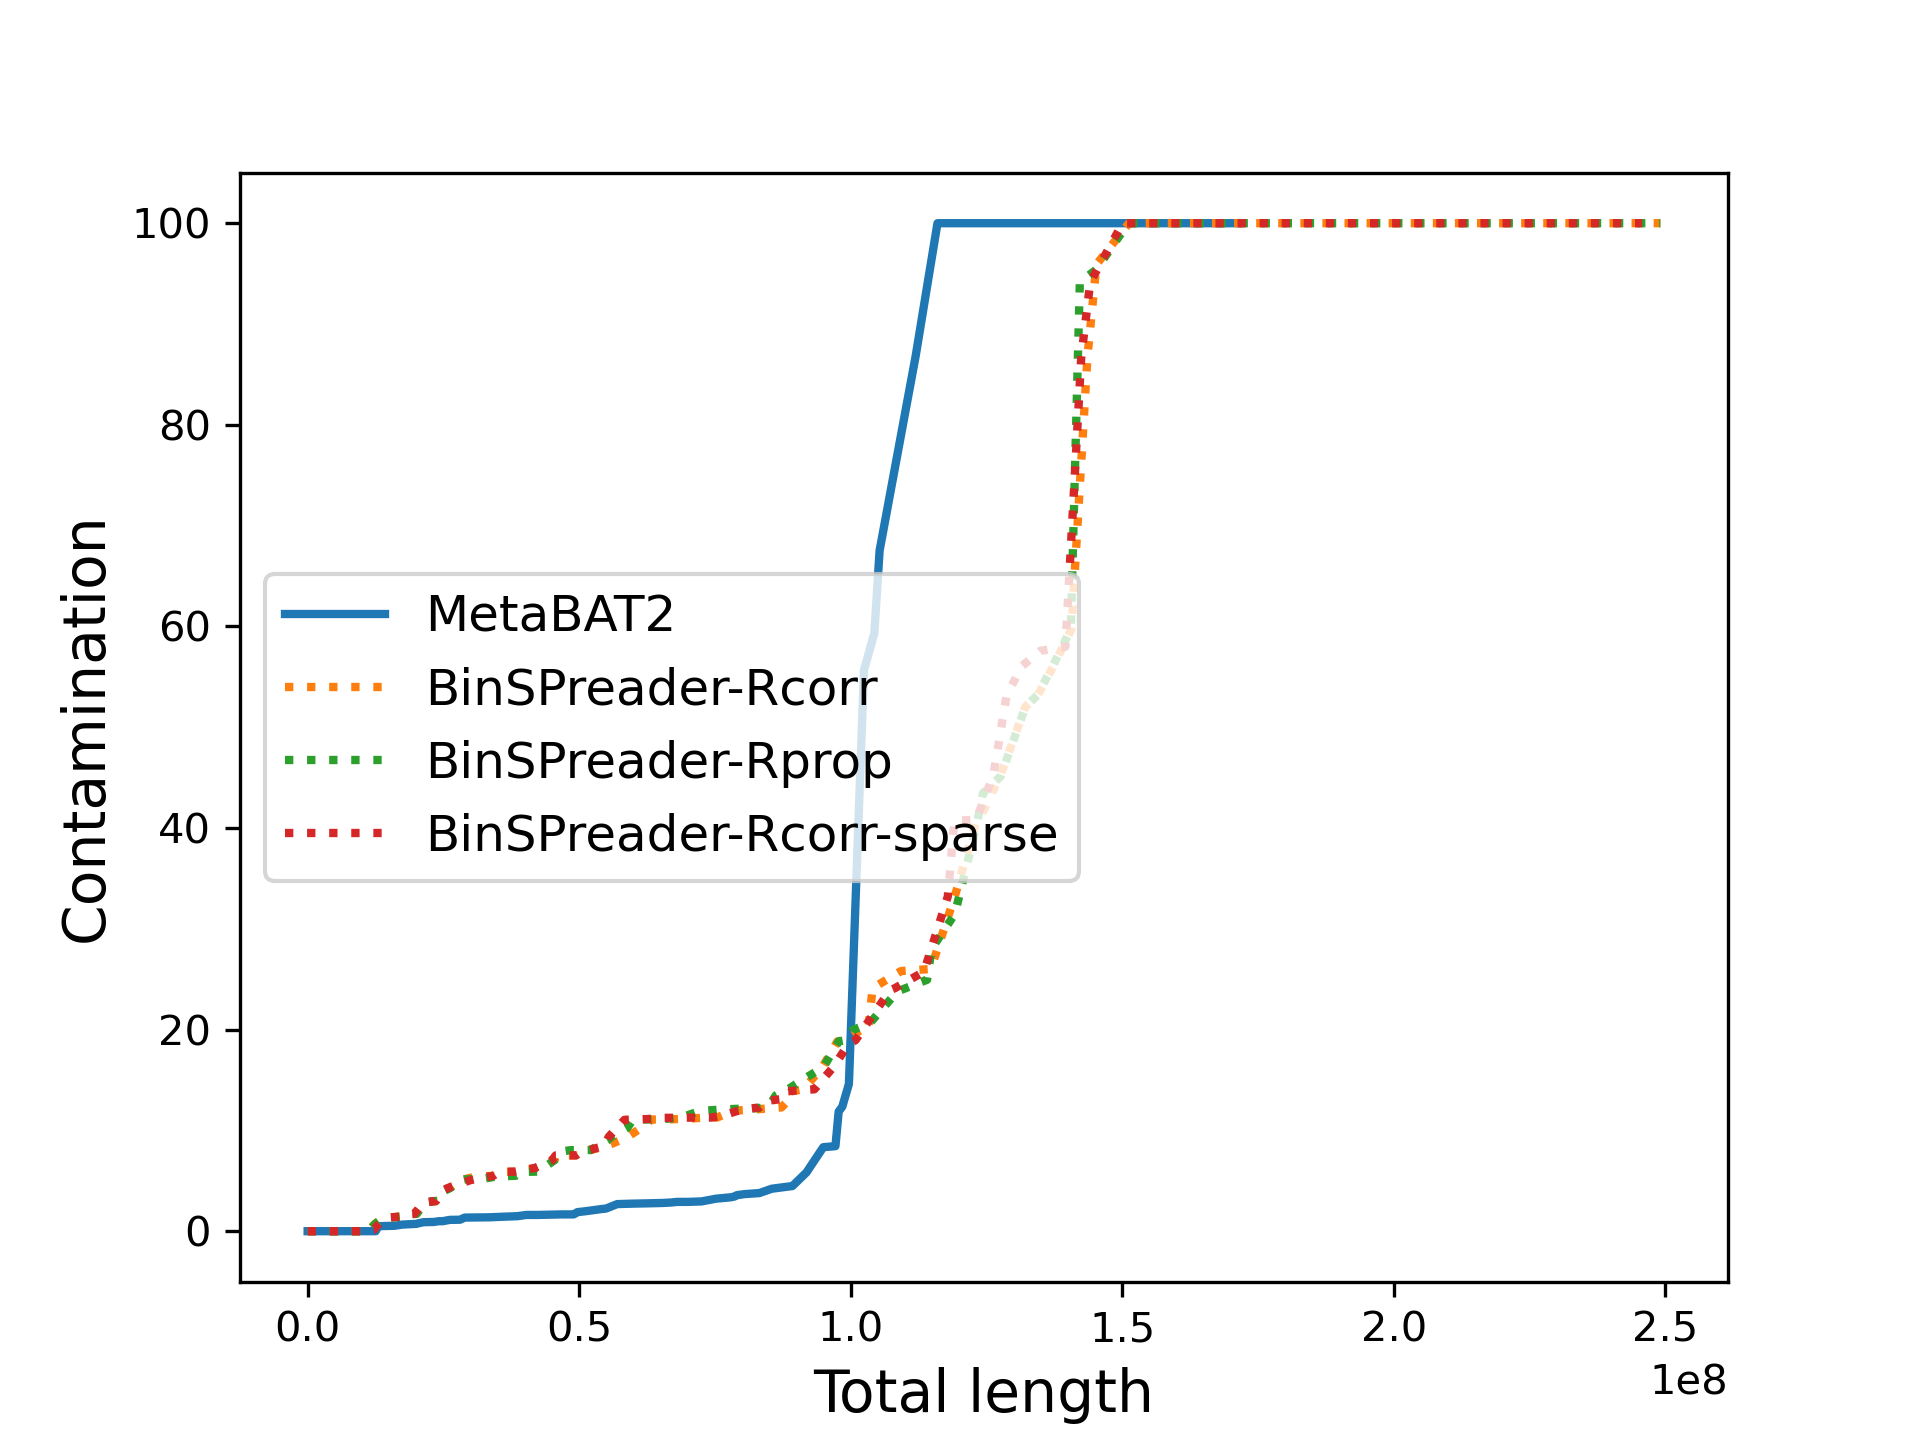 100
80
60
40
20
0
Contamination
MetaBAT2
BinSPreader-Rcorr
BinSPreader-Rprop
BinSPreader-Rcorr-sparse
0.0 0.5 1.0 1.5 2.0 2.5
1e8
Total length